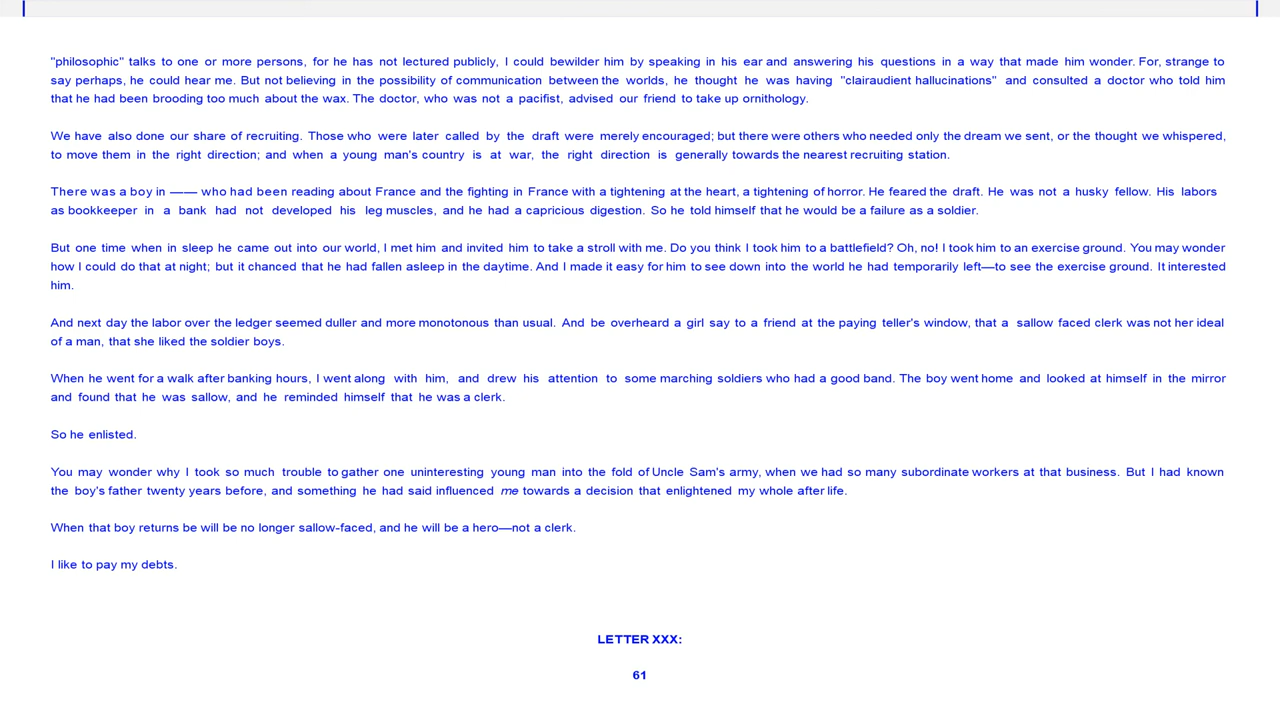 "philosophic" talks to one or more persons, for he has not lectured publicly, I could bewilder him by speaking in his ear and answering his questions in a way that made him wonder. For, strange to
say perhaps, he could hear me. But not believing in the possibility of communication between the worlds, he thought he was having "clairaudient hallucinations" and consulted a doctor who told him
that he had been brooding too much about the wax. The doctor, who was not a pacifist, advised our friend to take up ornithology.
We have also done our share of recruiting. Those who were later called by the draft were merely encouraged; but there were others who needed only the dream we sent, or the thought we whispered,
to move them in the right direction; and when a young man's country is at war, the right direction is generally towards the nearest recruiting station.
There was a boy in —— who had been reading about France and the fighting in France with a tightening at the heart, a tightening of horror. He feared the draft. He was not a husky fellow. His labors
as bookkeeper in a bank had not developed his leg muscles, and he had a capricious digestion. So he told himself that he would be a failure as a soldier.
But one time when in sleep he came out into our world, I met him and invited him to take a stroll with me. Do you think I took him to a battlefield? Oh, no! I took him to an exercise ground. You may wonder
how I could do that at night; but it chanced that he had fallen asleep in the daytime. And I made it easy for him to see down into the world he had temporarily left—to see the exercise ground. It interested
him.
And next day the labor over the ledger seemed duller and more monotonous than usual. And be overheard a girl say to a friend at the paying teller's window, that a sallow faced clerk was not her ideal
of a man, that she liked the soldier boys.
When he went for a walk after banking hours, I went along with him, and drew his attention to some marching soldiers who had a good band. The boy went home and looked at himself in the mirror
and found that he was sallow, and he reminded himself that he was a clerk.
So he enlisted.
You may wonder why I took so much trouble to gather one uninteresting young man into the fold of Uncle Sam's army, when we had so many subordinate workers at that business. But I had known
the boy's father twenty years before, and something he had said influenced me towards a decision that enlightened my whole after life.
When that boy returns be will be no longer sallow-faced, and he will be a hero—not a clerk.
I like to pay my debts.
LETTER XXX:
61